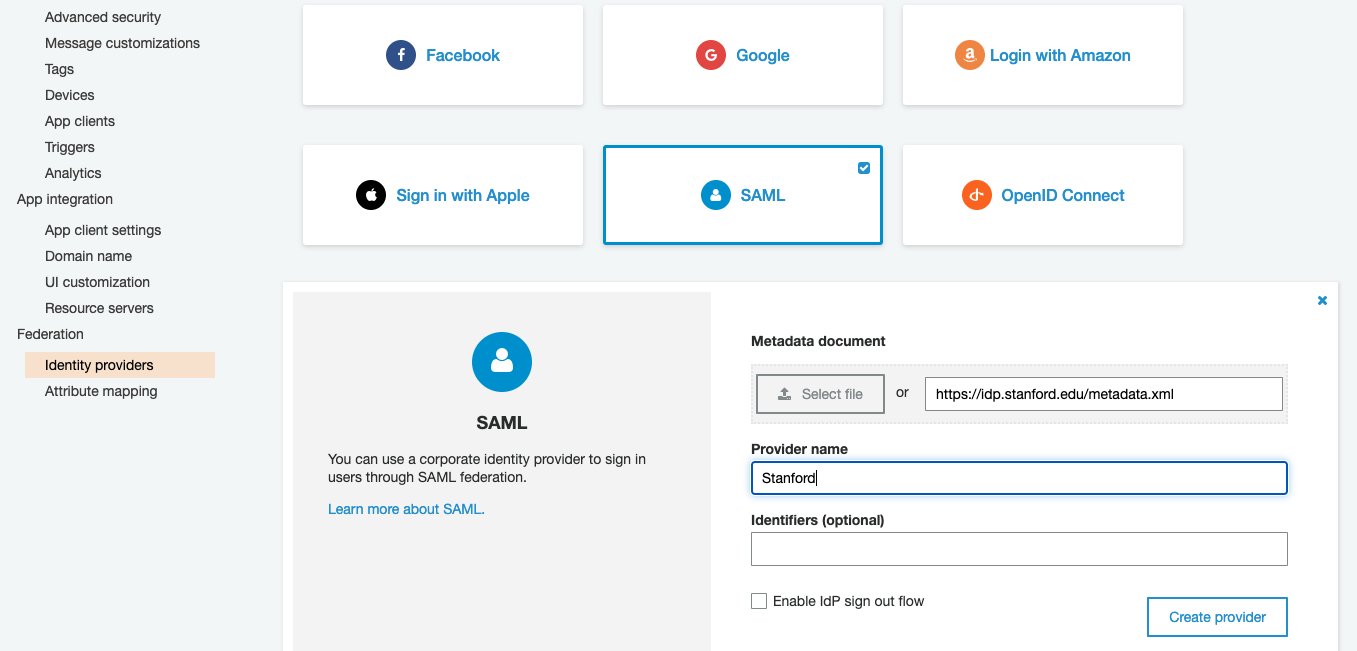 Advanced security
Message customizations
Tags
Devices
App clients
Triggers
Analytics
App integration
App client settings
Domain name
UI customization
Resource servers
Federation
Identity providers
Attribute mapping
Facebook
Google
Login with Amazon
Sign in with Apple
SAML
OpenID Connect
SAML
You can use a corporate identity provider to sign in
users through SAML federation.
Learn more about SAML.
Metadata document
Select file or https://idp.stanford.edu/metadata.xml
Provider name
Stanford
Identifiers (optional)
Enable IdP sign out flow
Create provider